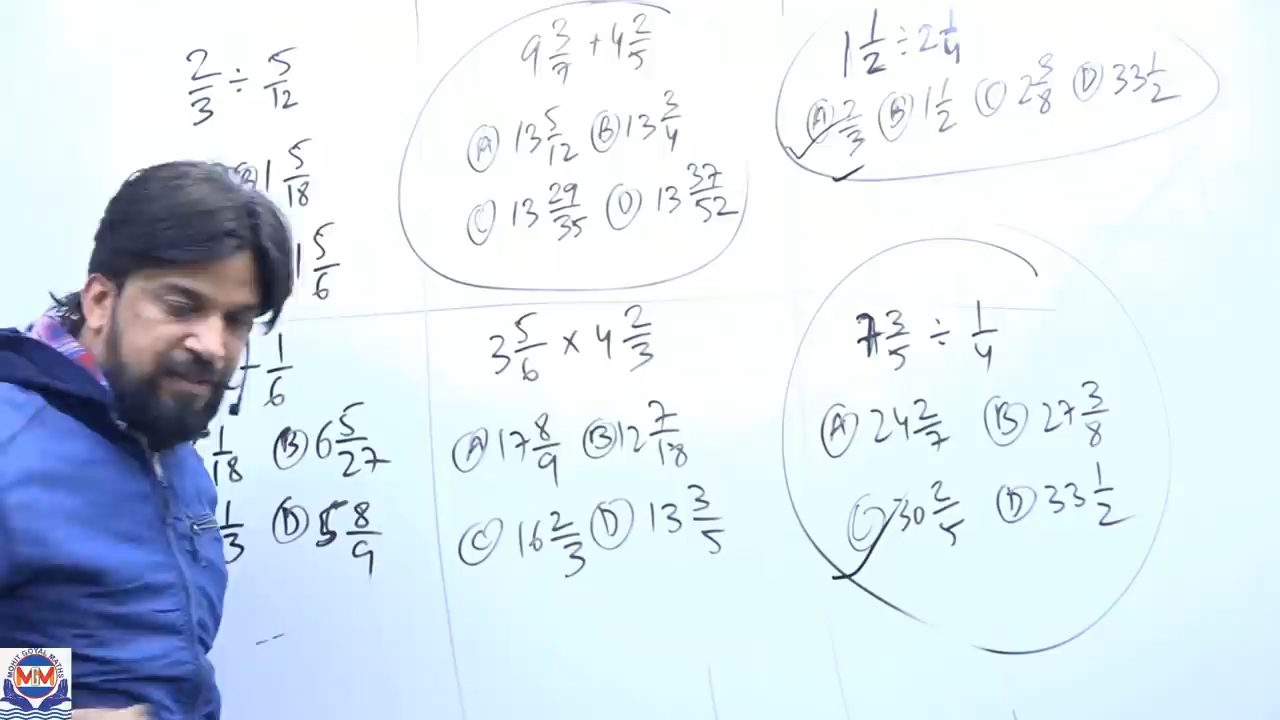 2/3 ÷ 5/12
B 1 5/18
1 5/6
1/6
1/18 (B) 6 5/27
1/3 (D) 5 8/9
9 3/7 + 4 2/5
(A) 13 5/12 (B) 13 3/4
(C) 13 29/35 (D) 13 37/52
1 1/2 ÷ 2 1/4
(A) 2/3 (B) 1 1/2 (C) 2 3/8 (D) 33 1/2
3 5/6 × 4 2/3
(A) 17 8/9 (B) 12 7/18
(C) 16 2/3 (D) 13 3/5
7 3/5 ÷ 1/4
(A) 24 2/7 (B) 27 3/8
(C) 30 2/5 (D) 33 1/2
MOHIT GOYAL MATHS
MGM